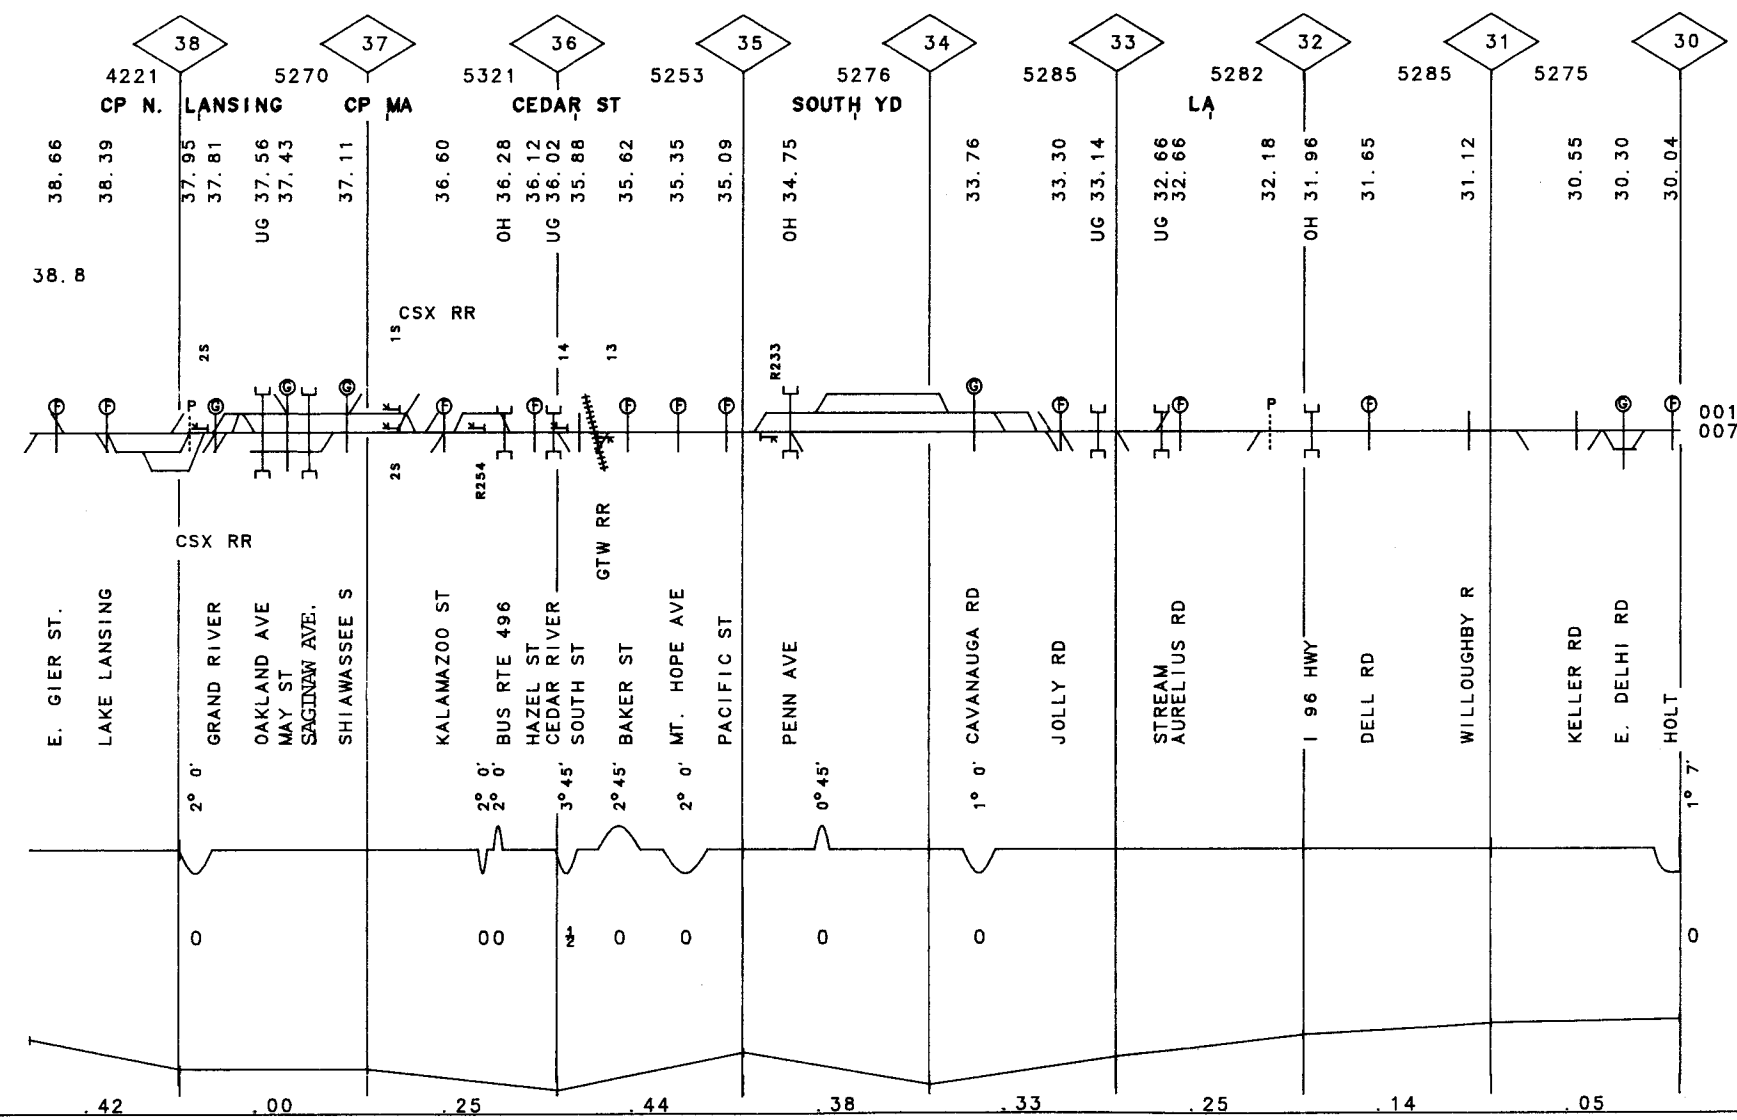 38 37 36 35 34 33 32 31 30
4221 5270 5321 5253 5276 5285 5282 5285 5275
CP N. LANSING CP MA CEDAR ST SOUTH YD LA
38.66
38.39
37.95
37.81
UG 37.56
37.43
37.11
36.60
OH 36.28
36.12
UG 36.02
35.88
35.62
35.35
35.09
OH 34.75
33.76
33.30
UG 33.14
UG 32.66
32.66
32.18
OH 31.96
31.65
31.12
30.55
30.30
30.04
38.8
CSX RR
2S
1S
14
13
R233
F F P G G G F F F F F G F F P F G F
001
007
2S
R254
GTW RR
CSX RR
E. GIER ST.
LAKE LANSING
GRAND RIVER
OAKLAND AVE
MAY ST
SAGINAW AVE.
SHIAWASSEE S
KALAMAZOO ST
BUS RTE 496
HAZEL ST
CEDAR RIVER
SOUTH ST
BAKER ST
MT. HOPE AVE
PACIFIC ST
PENN AVE
CAVANAUGA RD
JOLLY RD
STREAM
AURELIUS RD
I 96 HWY
DELL RD
WILLOUGHBY R
KELLER RD
E. DELHI RD
HOLT
2° 0'
2° 0'
2° 0'
3° 45'
2° 45'
2° 0'
0° 45'
1° 0'
1° 7'
0 0 0 ½ 0 0 0 0 0
.42 .00 .25 .44 .38 .33 .25 .14 .05